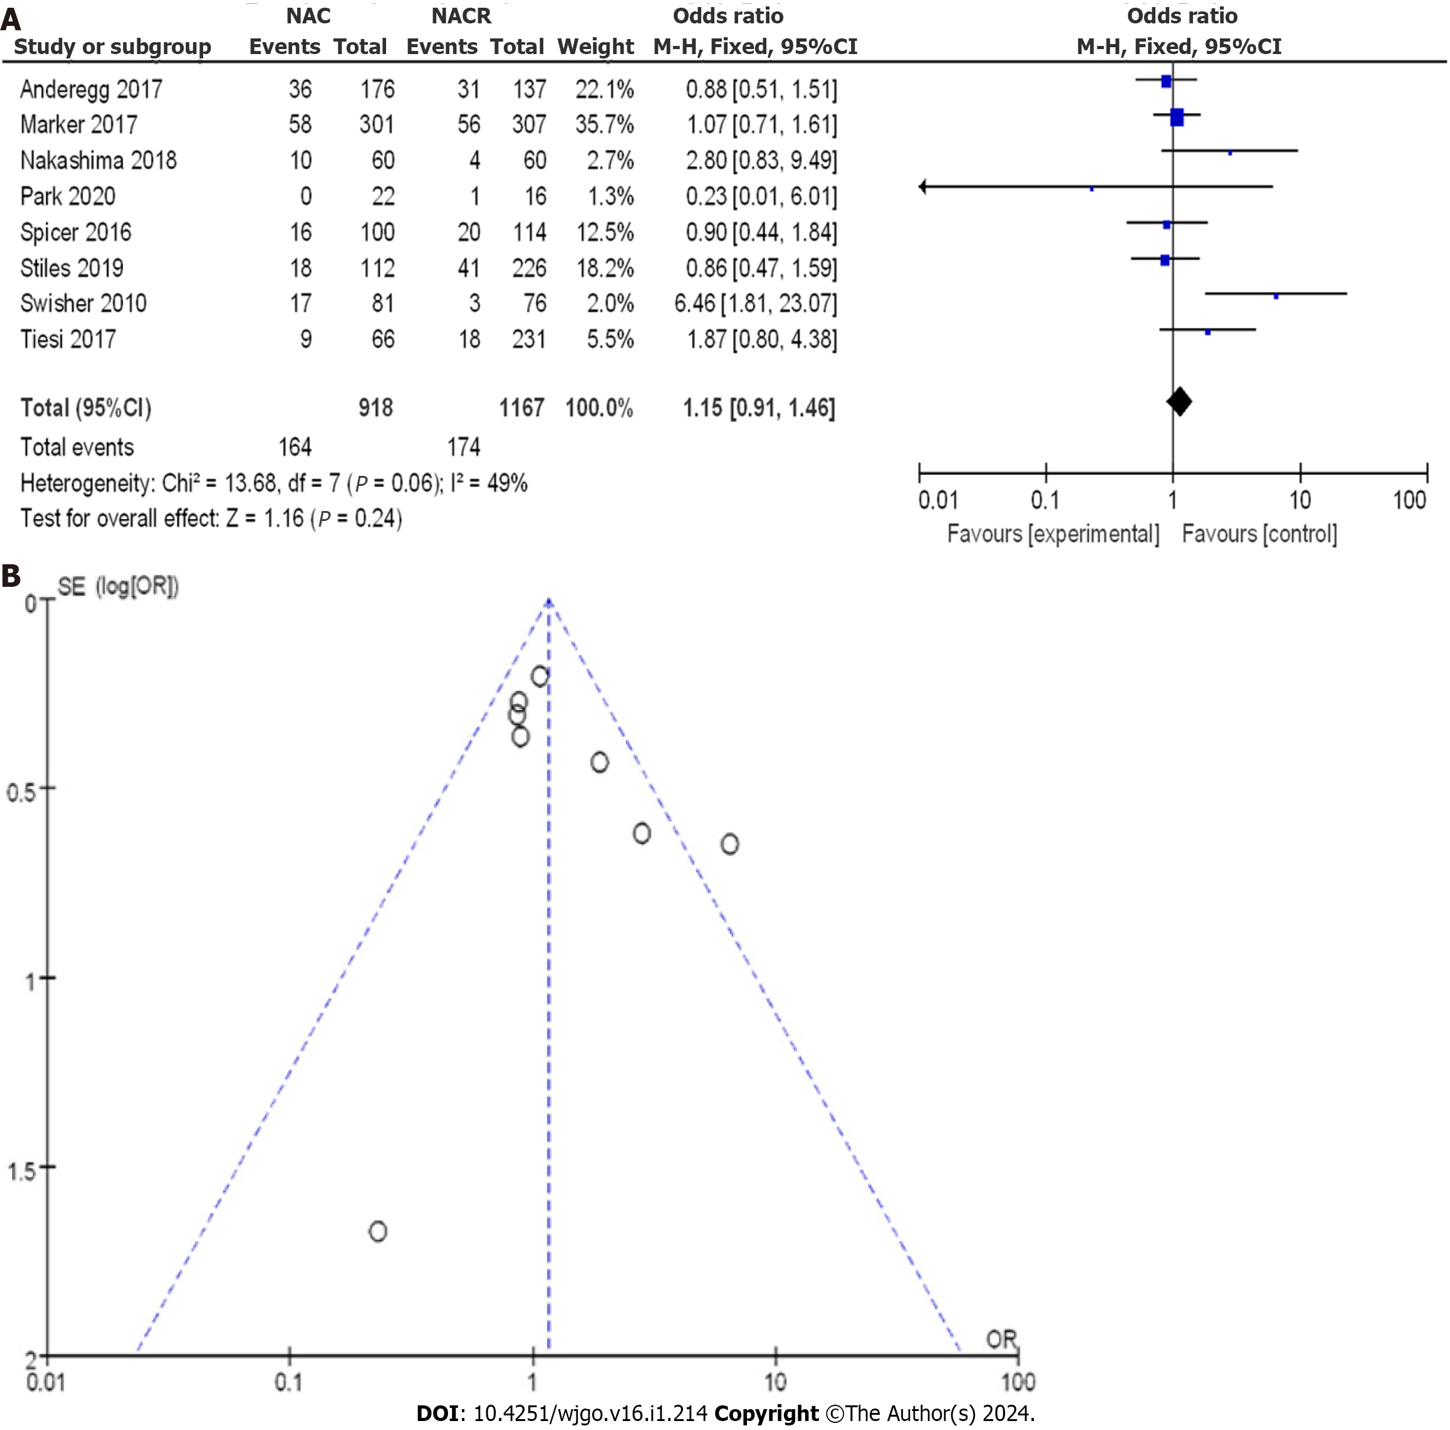 A
NAC NACR Odds ratio Odds ratio
Study or subgroup Events Total Events Total Weight M-H, Fixed, 95%CI M-H, Fixed, 95%CI
Anderegg 2017 36 176 31 137 22.1% 0.88 [0.51, 1.51]
Marker 2017 58 301 56 307 35.7% 1.07 [0.71, 1.61]
Nakashima 2018 10 60 4 60 2.7% 2.80 [0.83, 9.49]
Park 2020 0 22 1 16 1.3% 0.23 [0.01, 6.01]
Spicer 2016 16 100 20 114 12.5% 0.90 [0.44, 1.84]
Stiles 2019 18 112 41 226 18.2% 0.86 [0.47, 1.59]
Swisher 2010 17 81 3 76 2.0% 6.46 [1.81, 23.07]
Tiesi 2017 9 66 18 231 5.5% 1.87 [0.80, 4.38]
Total (95%CI) 918 1167 100.0% 1.15 [0.91, 1.46]
Total events 164 174
Heterogeneity: Chi² = 13.68, df = 7 (P = 0.06); I² = 49%
Test for overall effect: Z = 1.16 (P = 0.24)
0.01 0.1 1 10 100
Favours [experimental] Favours [control]
B
SE (log[OR])
0
0.5
1
1.5
2
OR
0.01 0.1 1 10 100
DOI: 10.4251/wjgo.v16.i1.214 Copyright ©The Author(s) 2024.